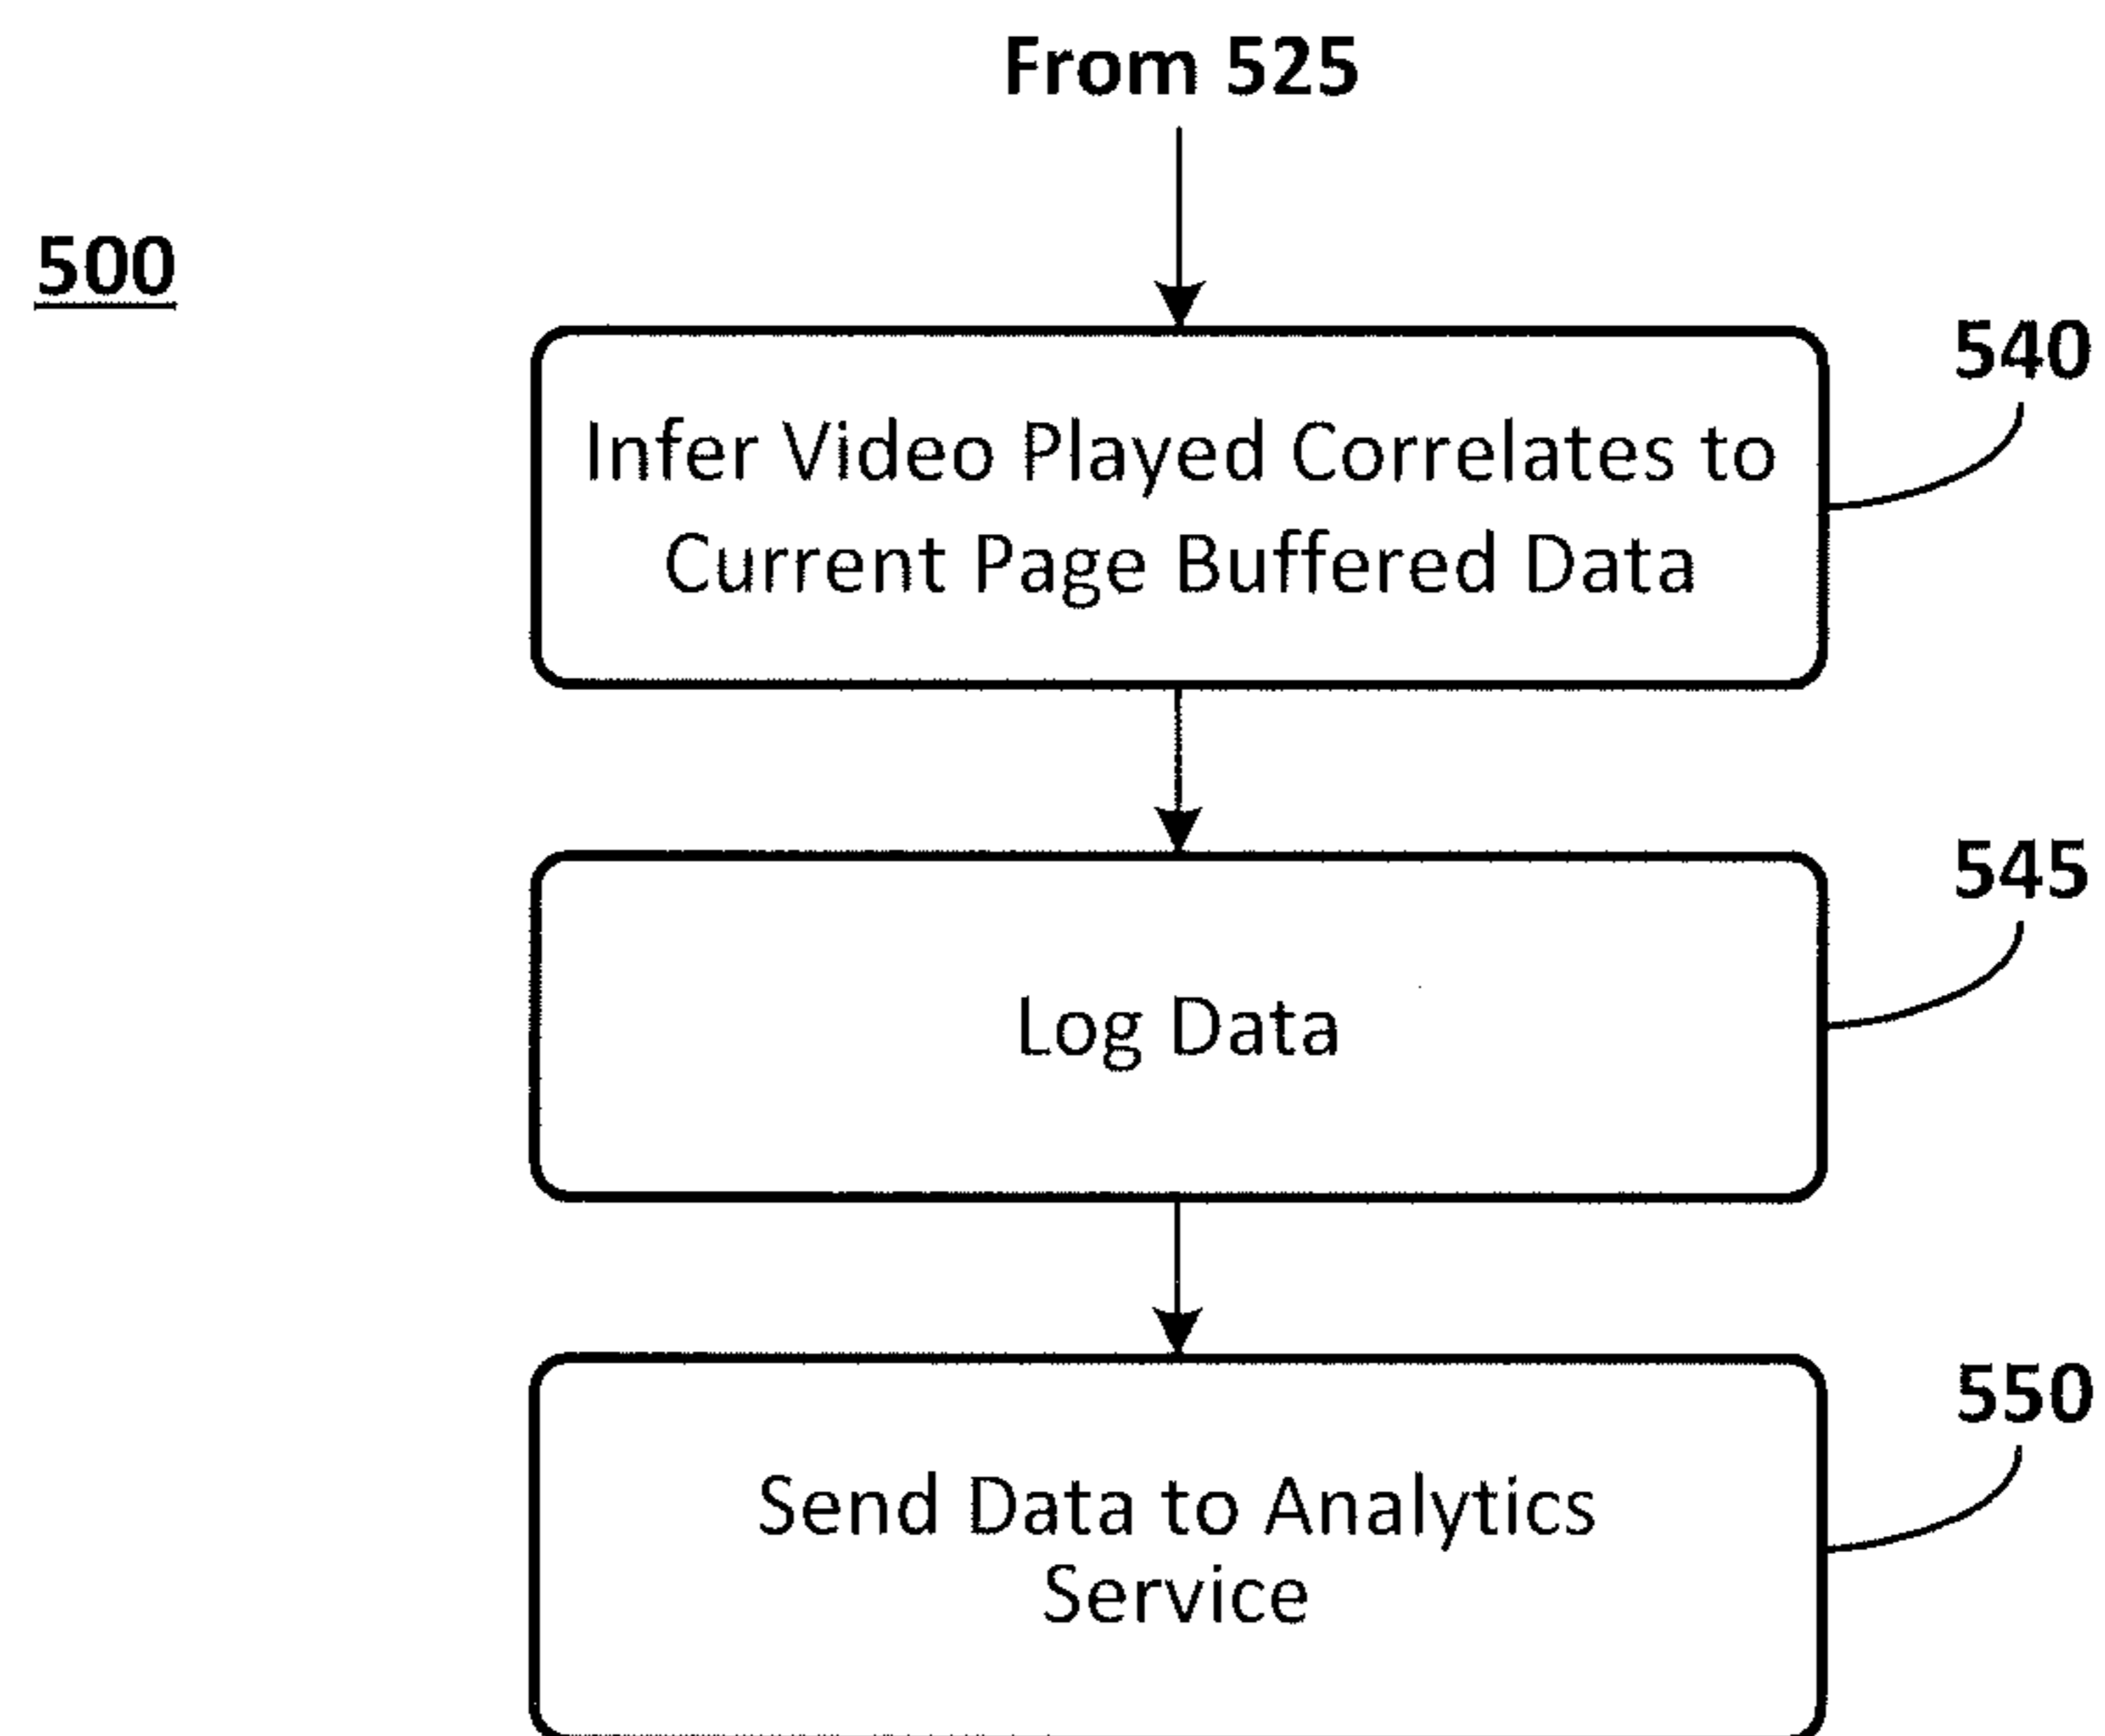 From 525
500
540
Infer Video Played Correlates to
Current Page Buffered Data
545
Log Data
550
Send Data to Analytics
Service